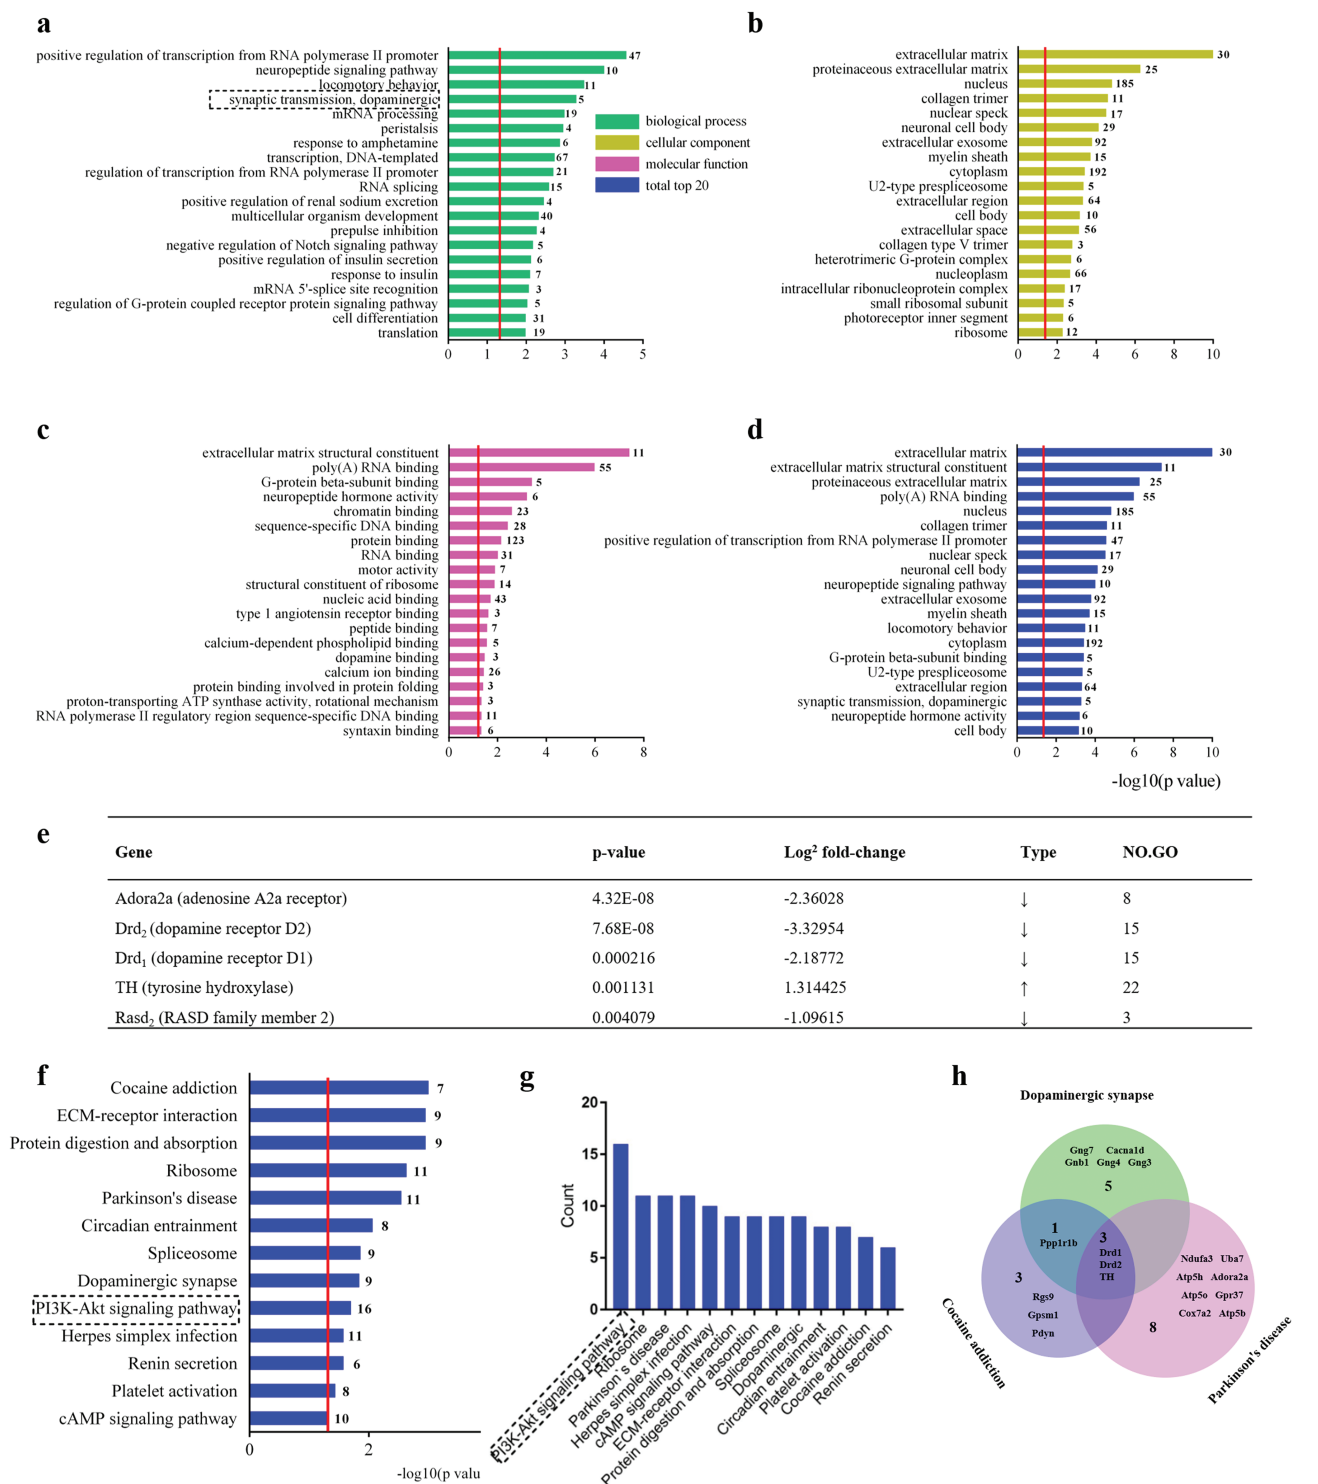 a
positive regulation of transcription from RNA polymerase II promoter 47
neuropeptide signaling pathway 10
locomotory behavior 11
synaptic transmission, dopaminergic 5
mRNA processing 19
peristalsis 4
response to amphetamine 6
transcription, DNA-templated 67
regulation of transcription from RNA polymerase II promoter 21
RNA splicing 15
positive regulation of renal sodium excretion 4
multicellular organism development 40
prepulse inhibition 4
negative regulation of Notch signaling pathway 5
positive regulation of insulin secretion 6
response to insulin 7
mRNA 5'-splice site recognition 3
regulation of G-protein coupled receptor protein signaling pathway 5
cell differentiation 31
translation 19
0 1 2 3 4 5
biological process
cellular component
molecular function
total top 20
b
extracellular matrix 30
proteinaceous extracellular matrix 25
nucleus 185
collagen trimer 11
nuclear speck 17
neuronal cell body 29
extracellular exosome 92
myelin sheath 15
cytoplasm 192
U2-type prespliceosome 5
extracellular region 64
cell body 10
extracellular space 56
collagen type V trimer 3
heterotrimeric G-protein complex 6
nucleoplasm 66
intracellular ribonucleoprotein complex 17
small ribosomal subunit 5
photoreceptor inner segment 6
ribosome 12
0 2 4 6 8 10
c
extracellular matrix structural constituent 11
poly(A) RNA binding 55
G-protein beta-subunit binding 5
neuropeptide hormone activity 6
chromatin binding 23
sequence-specific DNA binding 28
protein binding 123
RNA binding 31
motor activity 7
structural constituent of ribosome 14
nucleic acid binding 43
type 1 angiotensin receptor binding 3
peptide binding 7
calcium-dependent phospholipid binding 5
dopamine binding 3
calcium ion binding 26
protein binding involved in protein folding 3
proton-transporting ATP synthase activity, rotational mechanism 3
RNA polymerase II regulatory region sequence-specific DNA binding 11
syntaxin binding 6
0 2 4 6 8
d
extracellular matrix 30
extracellular matrix structural constituent 11
proteinaceous extracellular matrix 25
poly(A) RNA binding 55
nucleus 185
collagen trimer 11
positive regulation of transcription from RNA polymerase II promoter 47
nuclear speck 17
neuronal cell body 29
neuropeptide signaling pathway 10
extracellular exosome 92
myelin sheath 15
locomotory behavior 11
cytoplasm 192
G-protein beta-subunit binding 5
U2-type prespliceosome 5
extracellular region 64
synaptic transmission, dopaminergic 5
neuropeptide hormone activity 6
cell body 10
0 2 4 6 8 10
-log10(p value)
e
Gene p-value Log2 fold-change Type NO.GO
Adora2a (adenosine A2a receptor) 4.32E-08 -2.36028 ↓ 8
Drd2 (dopamine receptor D2) 7.68E-08 -3.32954 ↓ 15
Drd1 (dopamine receptor D1) 0.000216 -2.18772 ↓ 15
TH (tyrosine hydroxylase) 0.001131 1.314425 ↑ 22
Rasd2 (RASD family member 2) 0.004079 -1.09615 ↓ 3
f
Cocaine addiction 7
ECM-receptor interaction 9
Protein digestion and absorption 9
Ribosome 11
Parkinson's disease 11
Circadian entrainment 8
Spliceosome 9
Dopaminergic synapse 9
PI3K-Akt signaling pathway 16
Herpes simplex infection 11
Renin secretion 6
Platelet activation 8
cAMP signaling pathway 10
0 2
-log10(p valu
g
Count
20
15
10
5
0
PI3K-Akt signaling pathway
Ribosome
Parkinson's disease
Herpes simplex infection
cAMP signaling pathway
ECM-receptor interaction
Protein digestion and absorption
Spliceosome
Dopaminergic
Circadian entrainment
Platelet activation
Cocaine addiction
Renin secretion
h
Dopaminergic synapse
Gng7 Cacna1d
Gnb1 Gng4 Gng3
5
1
Ppp1r1b
3
Drd1
Drd2
TH
3
Rgs9
Gpsm1
Pdyn
Ndufa3 Uba7
Atp5h Adora2a
Atp5o Gpr37
Cox7a2 Atp5b
8
Cocaine addiction
Parkinson's disease